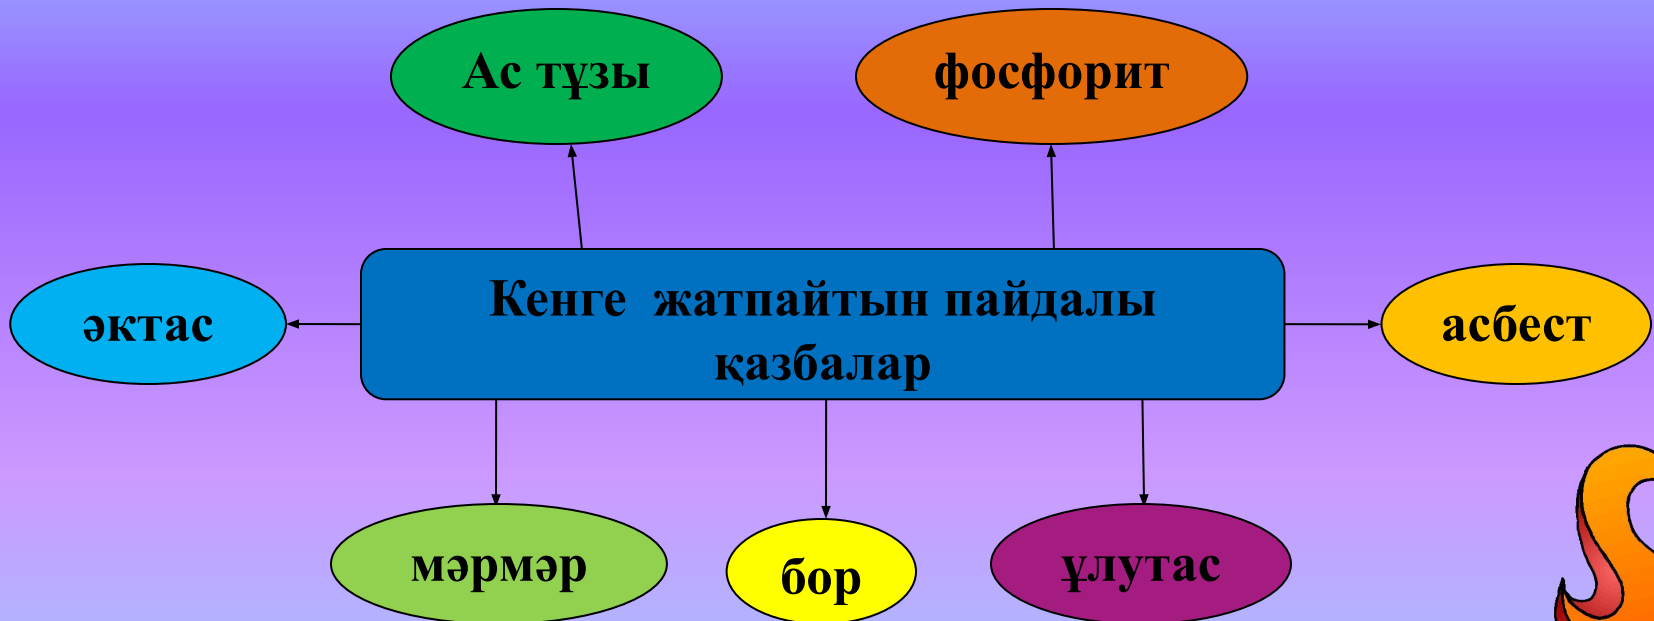 Ас тұзы
фосфорит
әктас
Кенге жатпайтын пайдалы
қазбалар
асбест
мәрмәр
бор
ұлутас